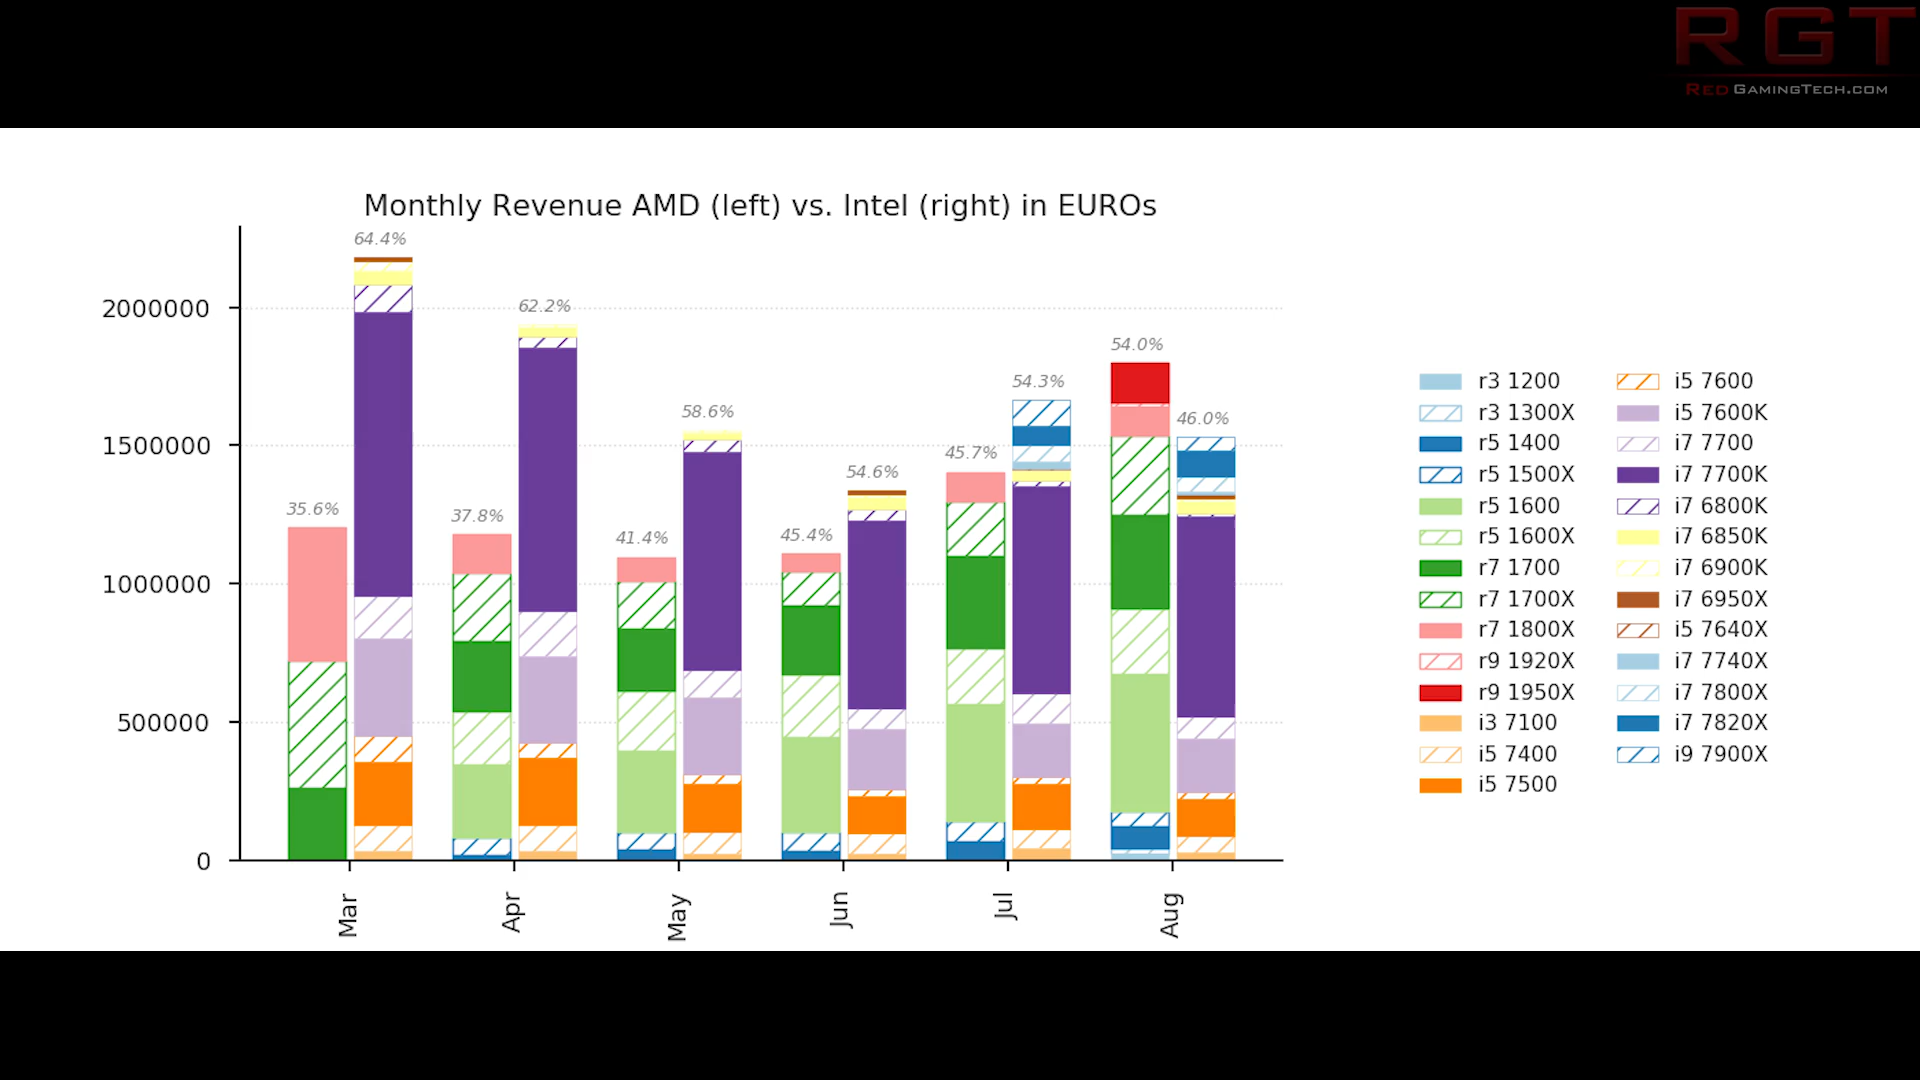 RGT
RED GAMINGTECH.COM
Monthly Revenue AMD (left) vs. Intel (right) in EUROs
64.4%
62.2%
58.6%
54.6%
54.3%
54.0%
46.0%
35.6%
37.8%
41.4%
45.4%
45.7%
2000000
1500000
1000000
500000
0
Mar
Apr
May
Jun
Jul
Aug
r3 1200
r3 1300X
r5 1400
r5 1500X
r5 1600
r5 1600X
r7 1700
r7 1700X
r7 1800X
r9 1920X
r9 1950X
i3 7100
i5 7400
i5 7500
i5 7600
i5 7600K
i7 7700
i7 7700K
i7 6800K
i7 6850K
i7 6900K
i7 6950X
i5 7640X
i7 7740X
i7 7800X
i7 7820X
i9 7900X